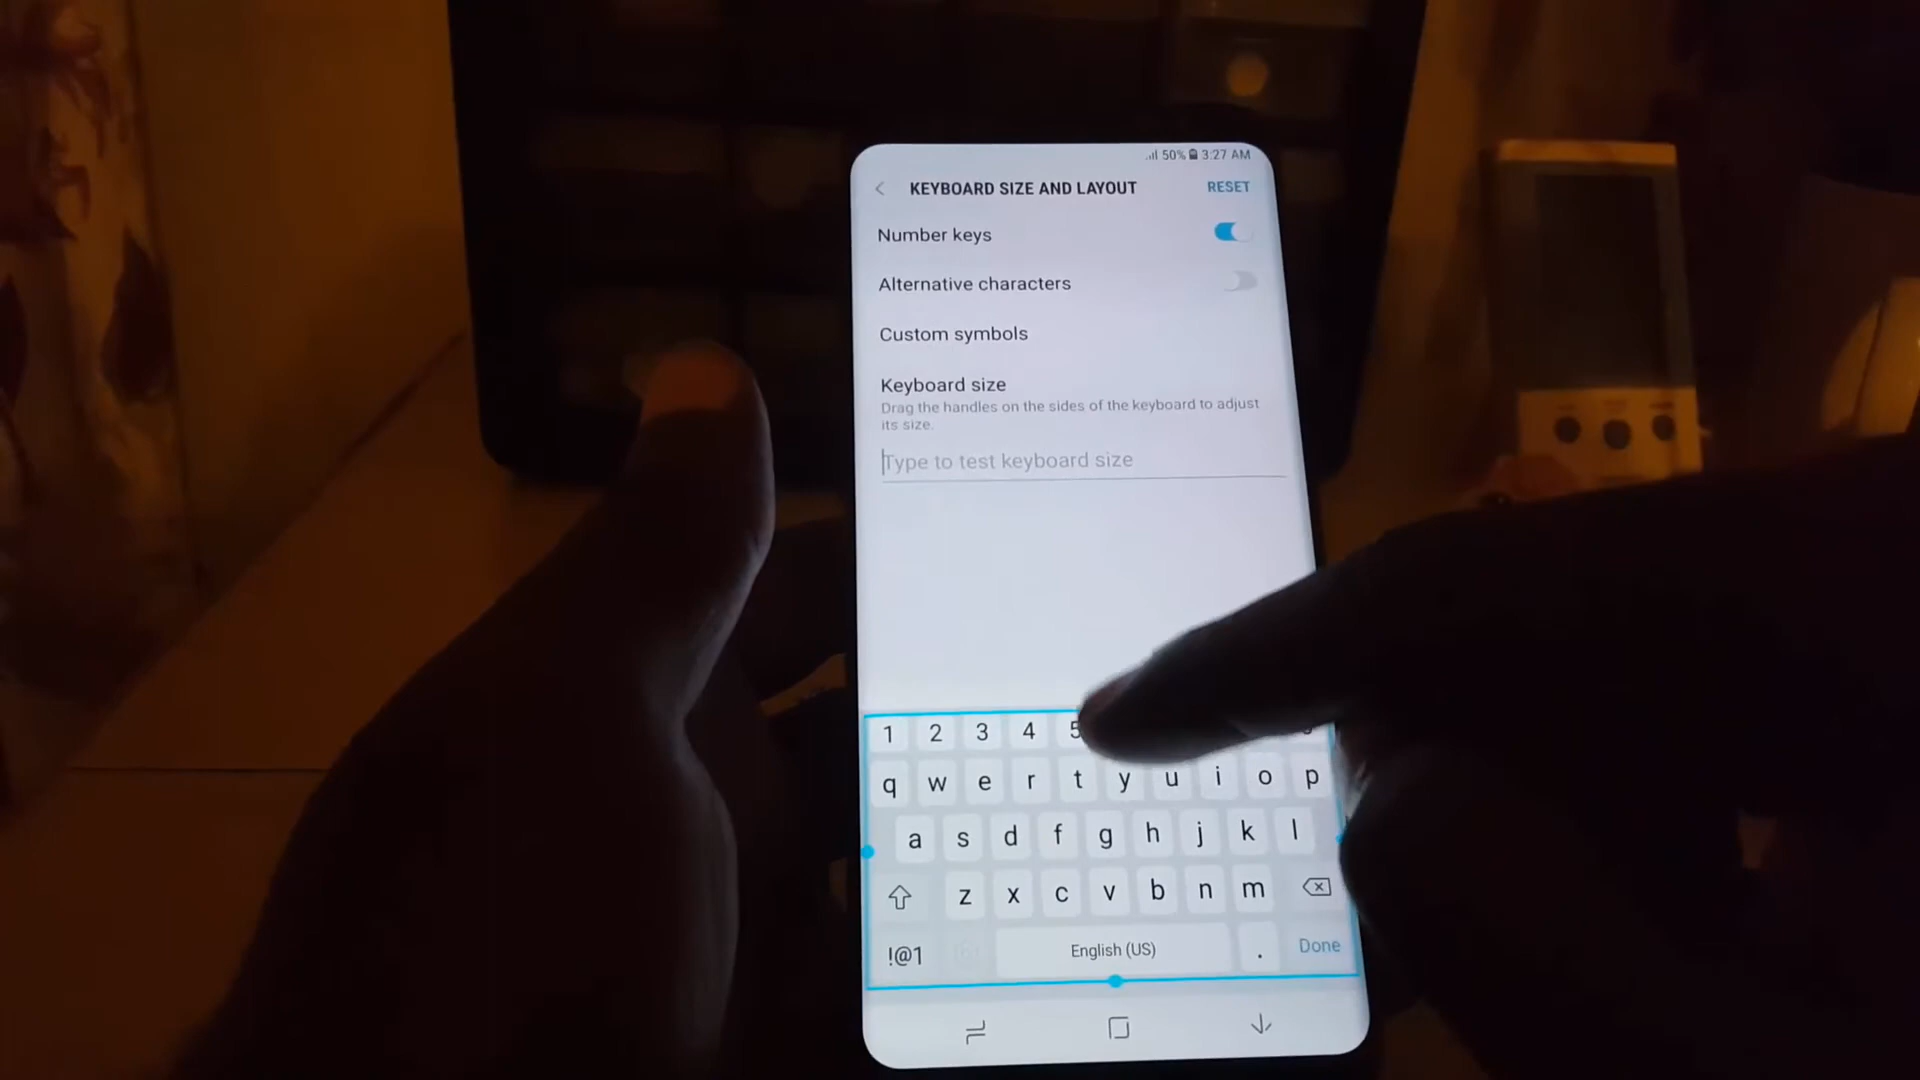 50% 3:27 AM
KEYBOARD SIZE AND LAYOUT RESET
Number keys
Alternative characters
Custom symbols
Keyboard size
Drag the handles on the sides of the keyboard to adjust
its size.
Type to test keyboard size
1 2 3 4 5
q w e r t y u i o p
a s d f g h j k l
z x c v b n m
!@1 English (US) . Done